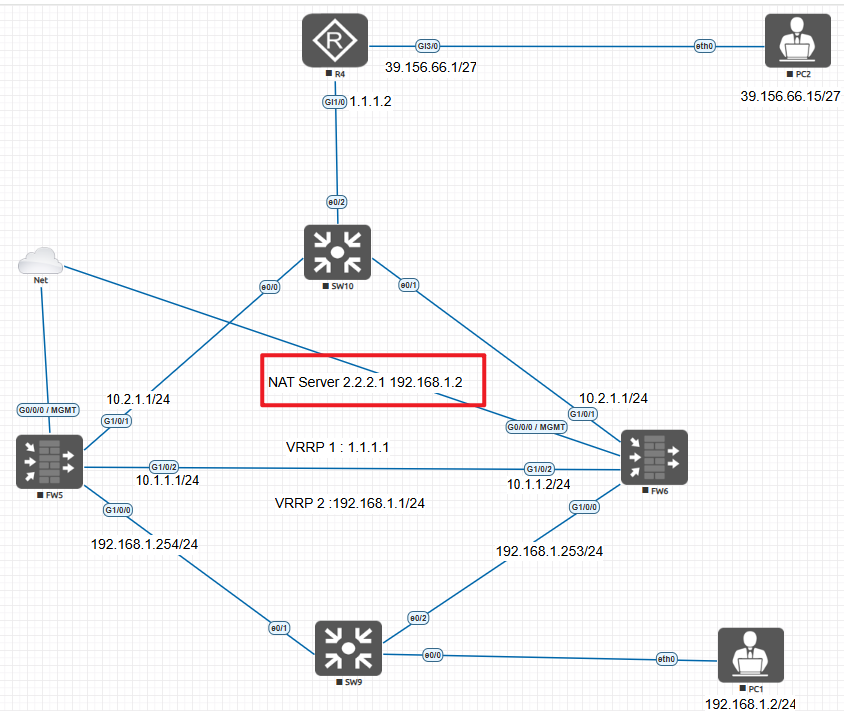 R
R4
GI3/0
eth0
39.156.66.1/27
PC2
39.156.66.15/27
GI1/0
1.1.1.2
e0/2
SW10
Net
e0/0
e0/1
NAT Server 2.2.2.1 192.168.1.2
10.2.1.1/24
10.2.1.1/24
G0/0/0 / MGMT
G1/0/1
G1/0/1
G0/0/0 / MGMT
VRRP 1 : 1.1.1.1
G1/0/2
G1/0/2
10.1.1.1/24
10.1.1.2/24
FW5
FW6
VRRP 2 :192.168.1.1/24
G1/0/0
G1/0/0
192.168.1.254/24
192.168.1.253/24
e0/1
e0/2
e0/0
eth0
SW9
PC1
192.168.1.2/24